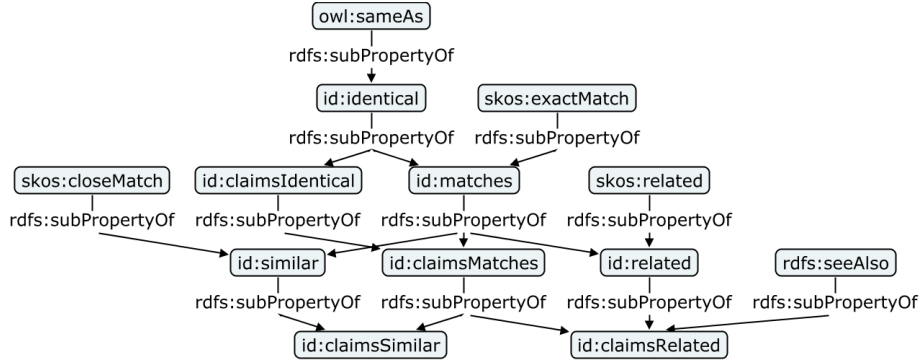 owl:sameAs
rdfs:subPropertyOf
id:identical skos:exactMatch
rdfs:subPropertyOf rdfs:subPropertyOf
skos:closeMatch id:claimsIdentical id:matches skos:related
rdfs:subPropertyOf rdfs:subPropertyOf rdfs:subPropertyOf rdfs:subPropertyOf
id:similar id:claimsMatches id:related rdfs:seeAlso
rdfs:subPropertyOf rdfs:subPropertyOf rdfs:subPropertyOf rdfs:subPropertyOf
id:claimsSimilar id:claimsRelated